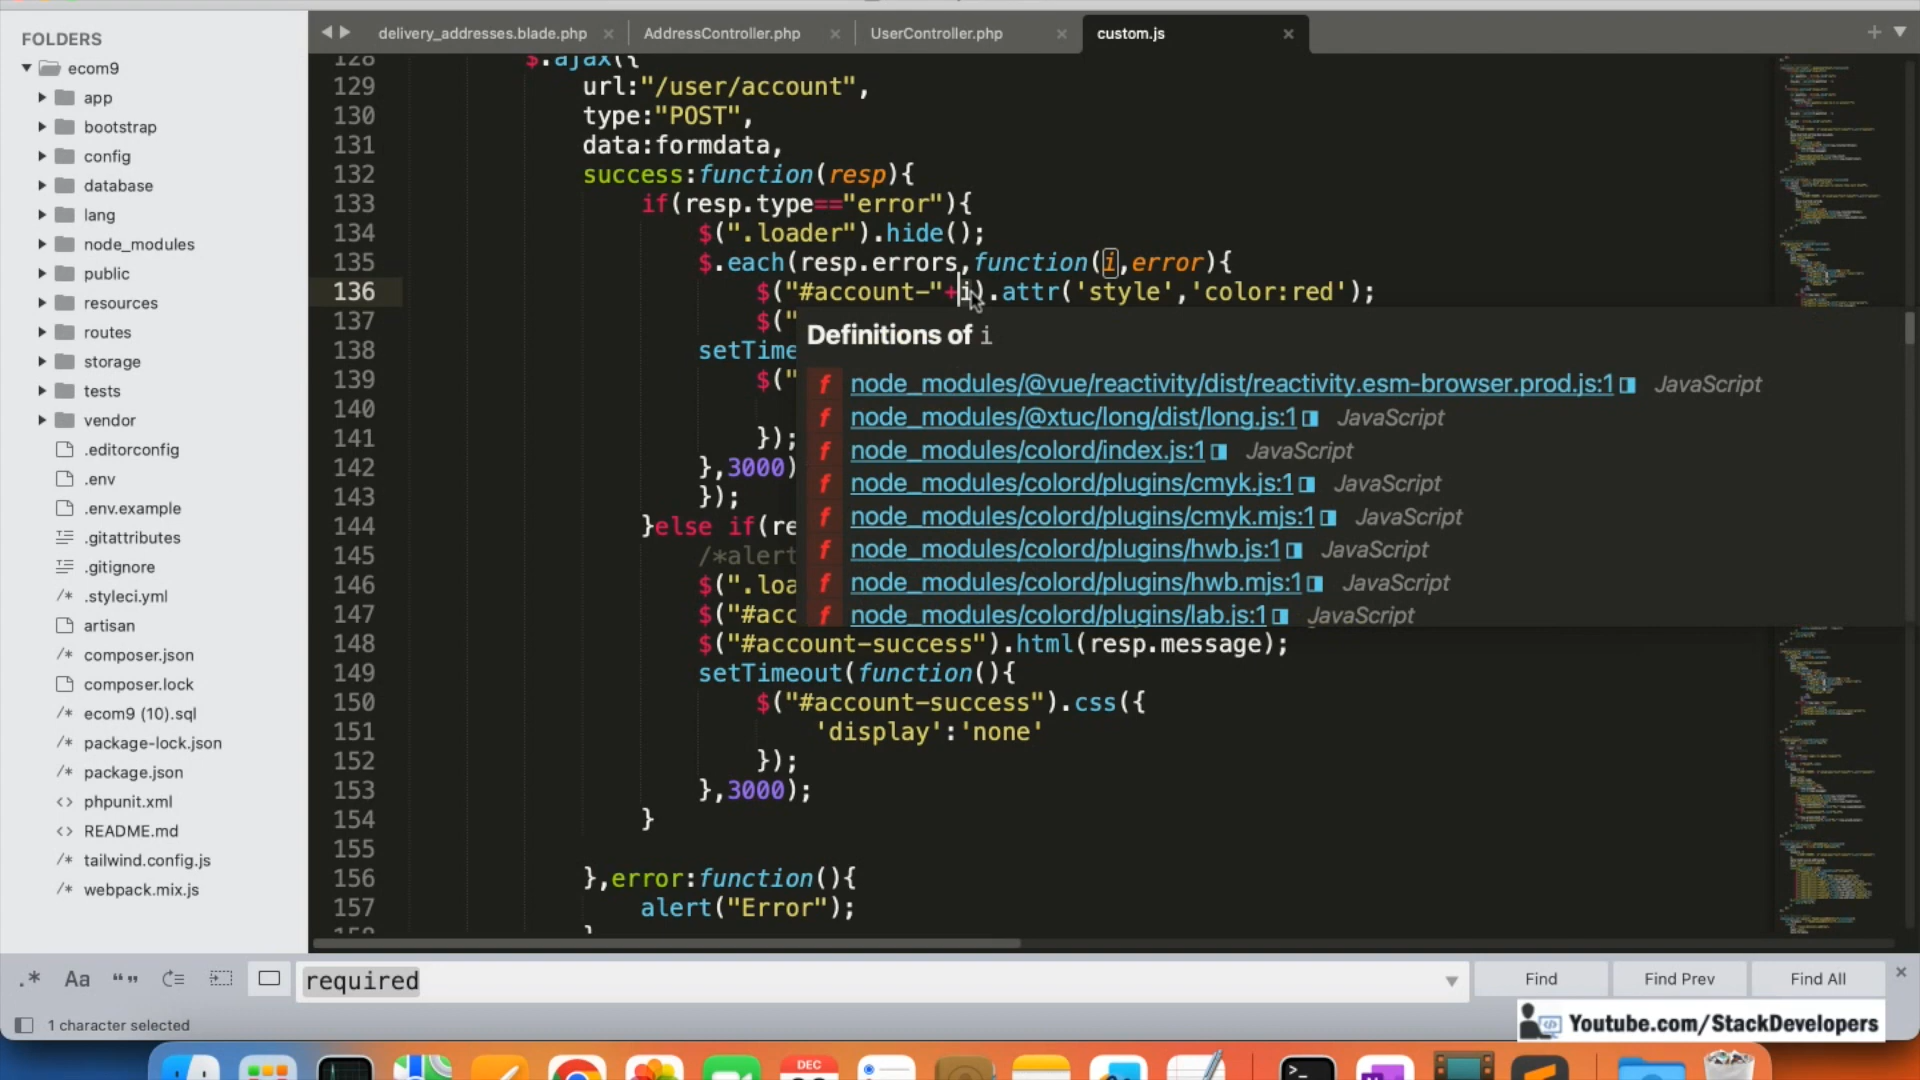 FOLDERS
ecom9
app
bootstrap
config
database
lang
node_modules
public
resources
routes
storage
tests
vendor
.editorconfig
.env
.env.example
.gitattributes
.gitignore
/* .styleci.yml
artisan
/* composer.json
composer.lock
/* ecom9 (10).sql
/* package-lock.json
/* package.json
<> phpunit.xml
<> README.md
/* tailwind.config.js
/* webpack.mix.js
delivery_addresses.blade.php × AddressController.php × UserController.php × custom.js ×
128 $.ajax({
129 url:"/user/account",
130 type:"POST",
131 data:formdata,
132 success:function(resp){
133 if(resp.type=="error"){
134 $(".loader").hide();
135 $.each(resp.errors,function(i,error){
136 $("#account-"+i).attr('style','color:red');
137 $("
138 setTime
139 $("
140
141 });
142 },3000)
143 });
144 }else if(re
145 /*alert
146 $(".loa
147 $("#acc
148 $("#account-success").html(resp.message);
149 setTimeout(function(){
150 $("#account-success").css({
151 'display':'none'
152 });
153 },3000);
154 }
155
156 },error:function(){
157 alert("Error");
158 }
Definitions of i
f node_modules/@vue/reactivity/dist/reactivity.esm-browser.prod.js:1 JavaScript
f node_modules/@xtuc/long/dist/long.js:1 JavaScript
f node_modules/colord/index.js:1 JavaScript
f node_modules/colord/plugins/cmyk.js:1 JavaScript
f node_modules/colord/plugins/cmyk.mjs:1 JavaScript
f node_modules/colord/plugins/hwb.js:1 JavaScript
f node_modules/colord/plugins/hwb.mjs:1 JavaScript
f node_modules/colord/plugins/lab.js:1 JavaScript
.* Aa “” required Find Find Prev Find All ×
1 character selected
Youtube.com/StackDevelopers
DEC